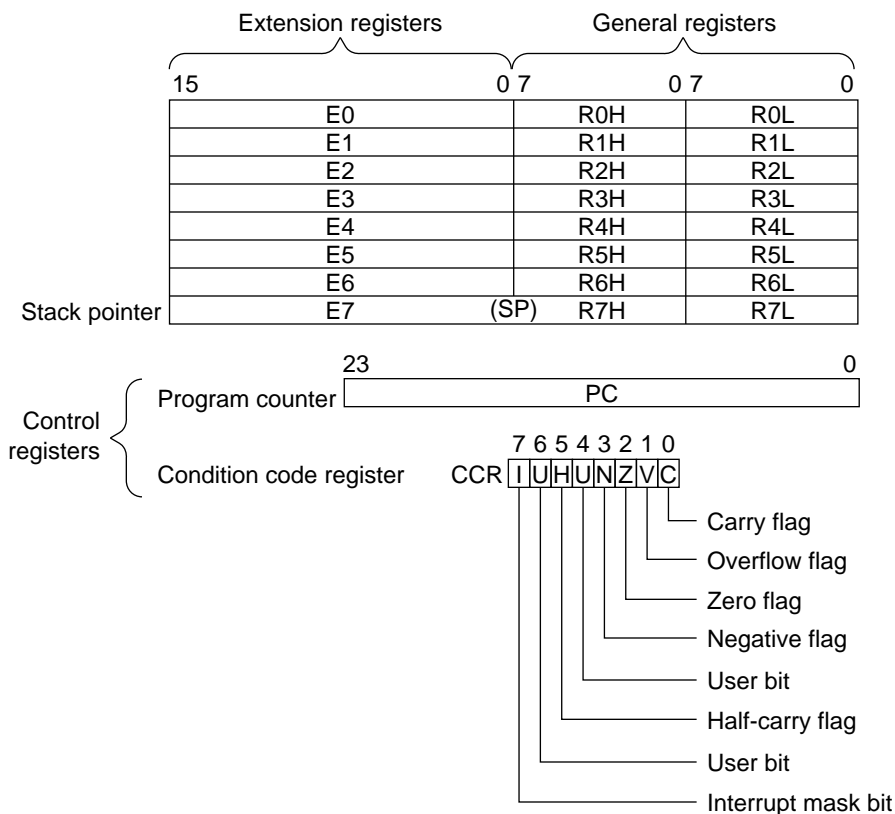 Extension registers General registers
15 0 7 0 7 0
E0 R0H R0L
E1 R1H R1L
E2 R2H R2L
E3 R3H R3L
E4 R4H R4L
E5 R5H R5L
E6 R6H R6L
Stack pointer E7 (SP) R7H R7L
23 0
Program counter PC
Control
registers
7 6 5 4 3 2 1 0
Condition code register CCR I U H U N Z V C
Carry flag
Overflow flag
Zero flag
Negative flag
User bit
Half-carry flag
User bit
Interrupt mask bit